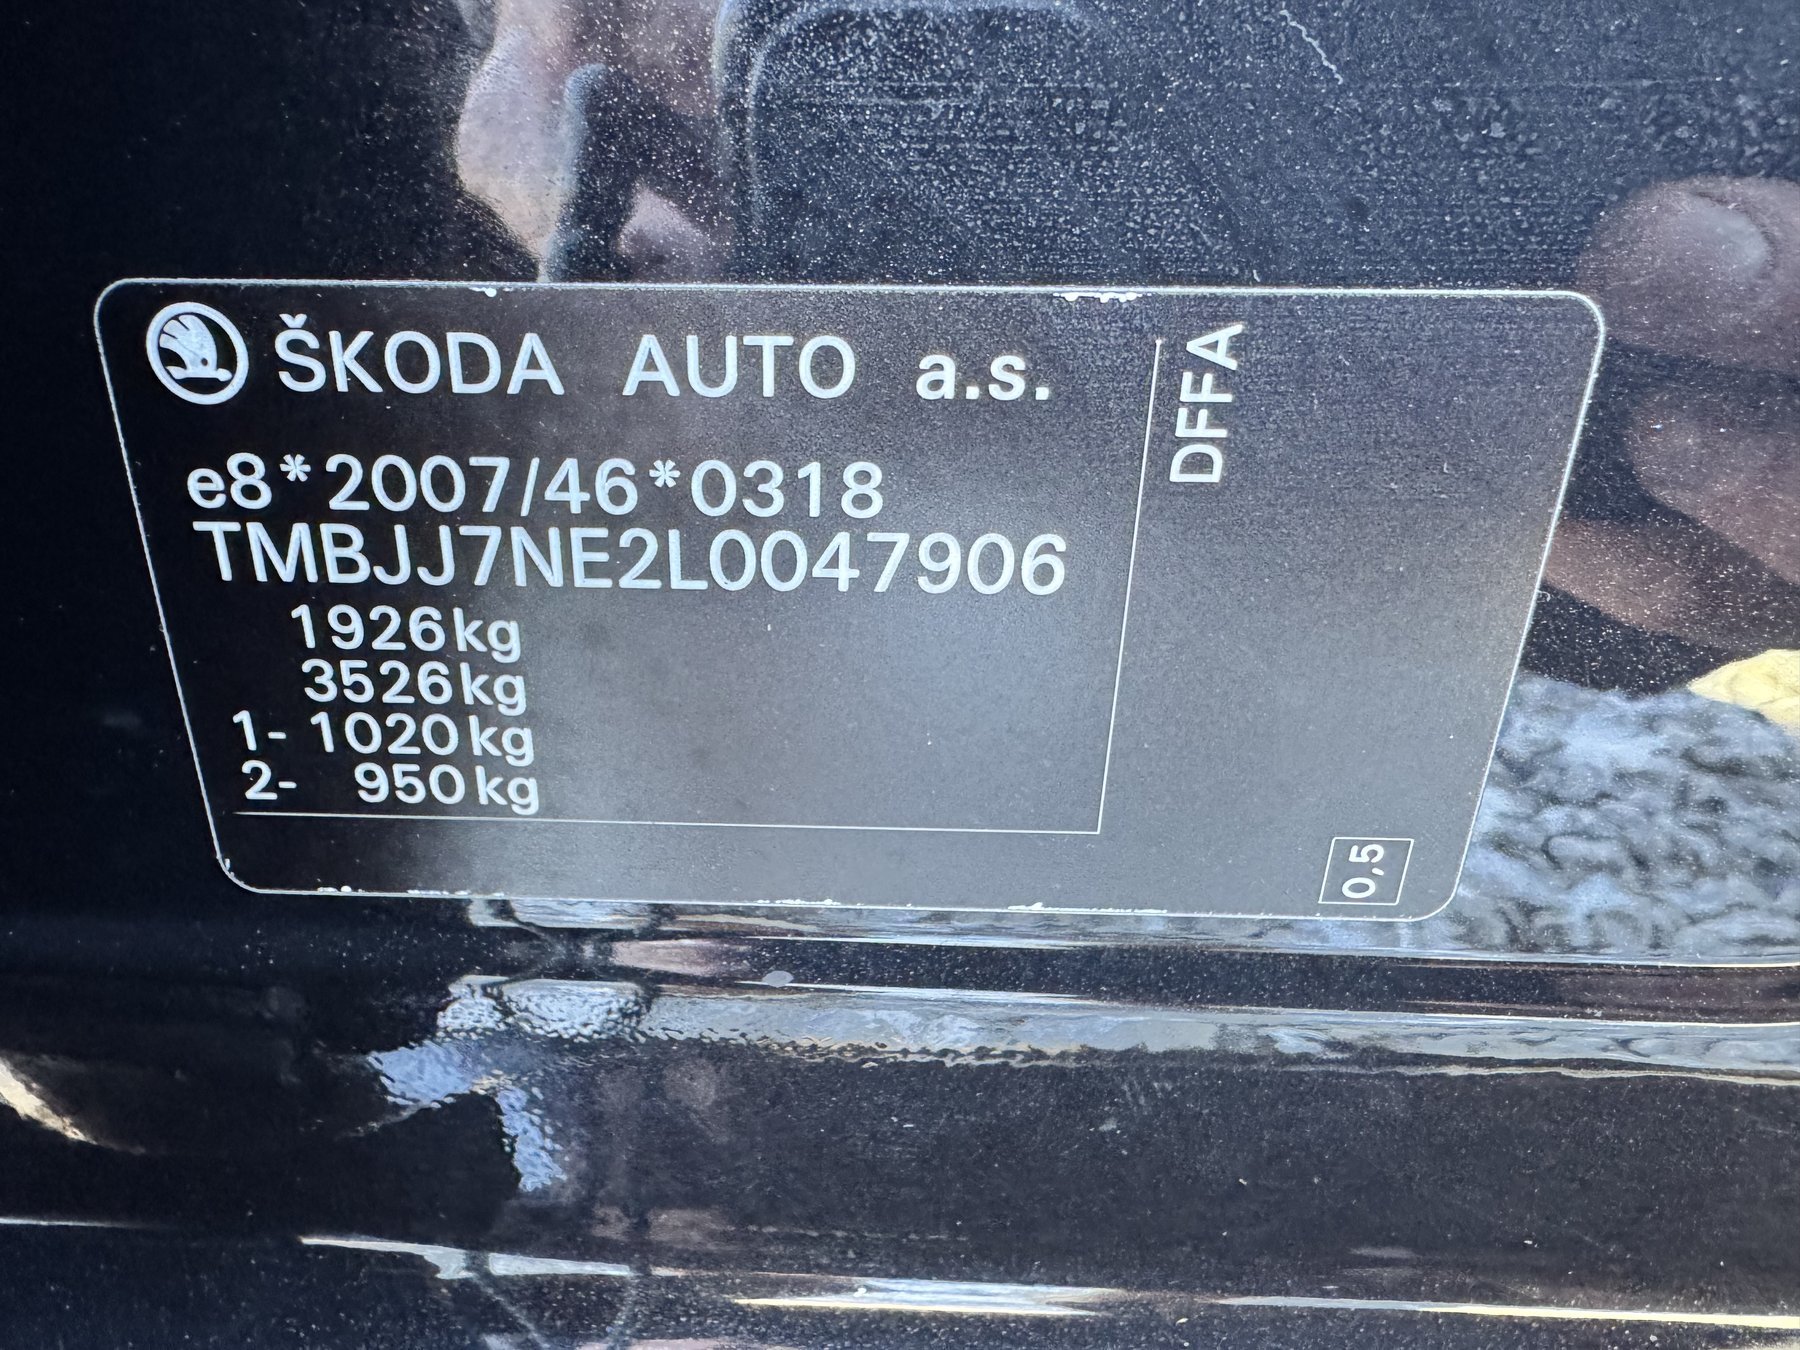 ŠKODA AUTO a.s.
e8*2007/46*0318
TMBJJ7NE2L0047906
1926kg
3526kg
1- 1020kg
2- 950kg
DFFA
0,5